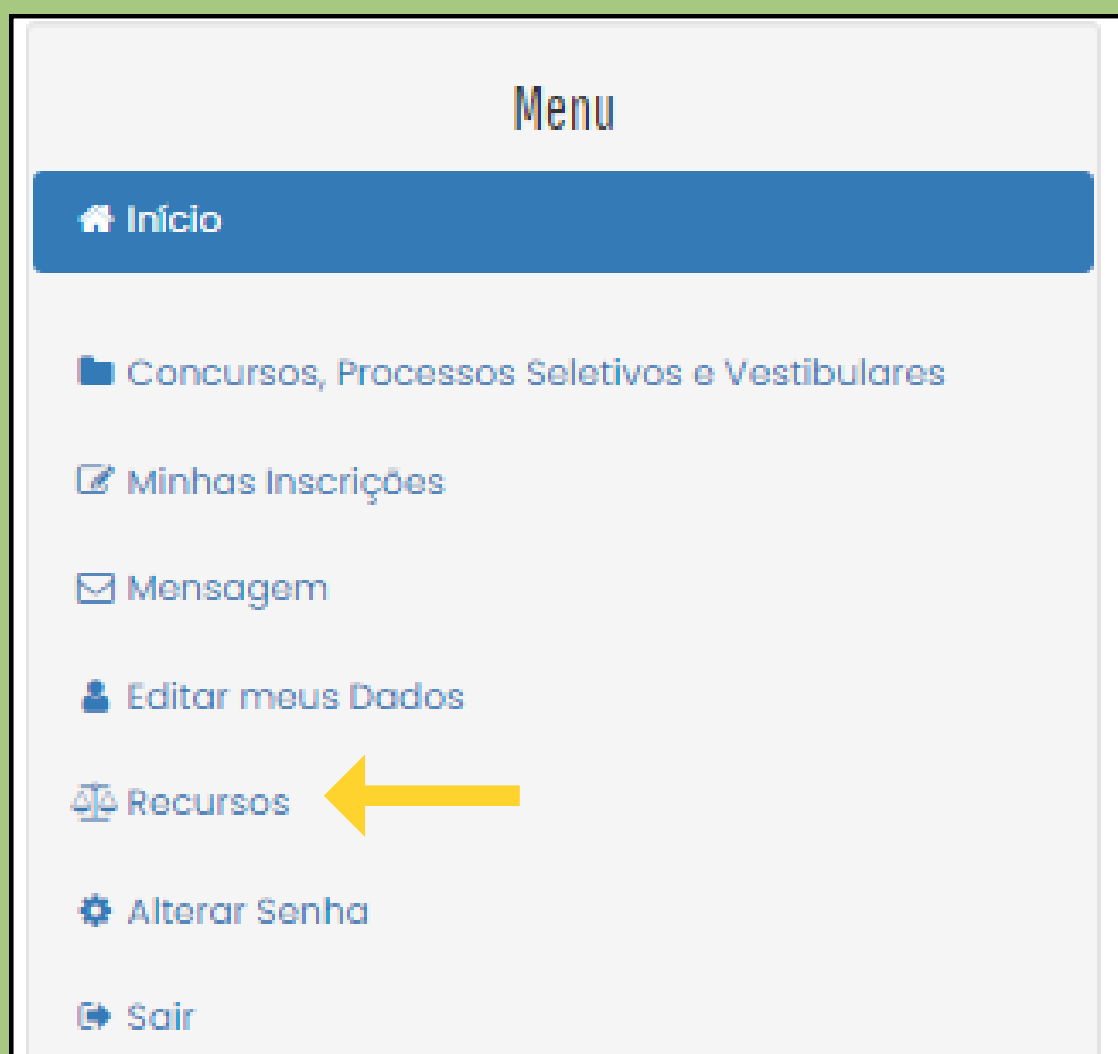 Menu
Início
Concursos, Processos Seletivos e Vestibulares
Minhas Inscrições
Mensagem
Editar meus Dados
Recursos
Alterar Senha
Sair